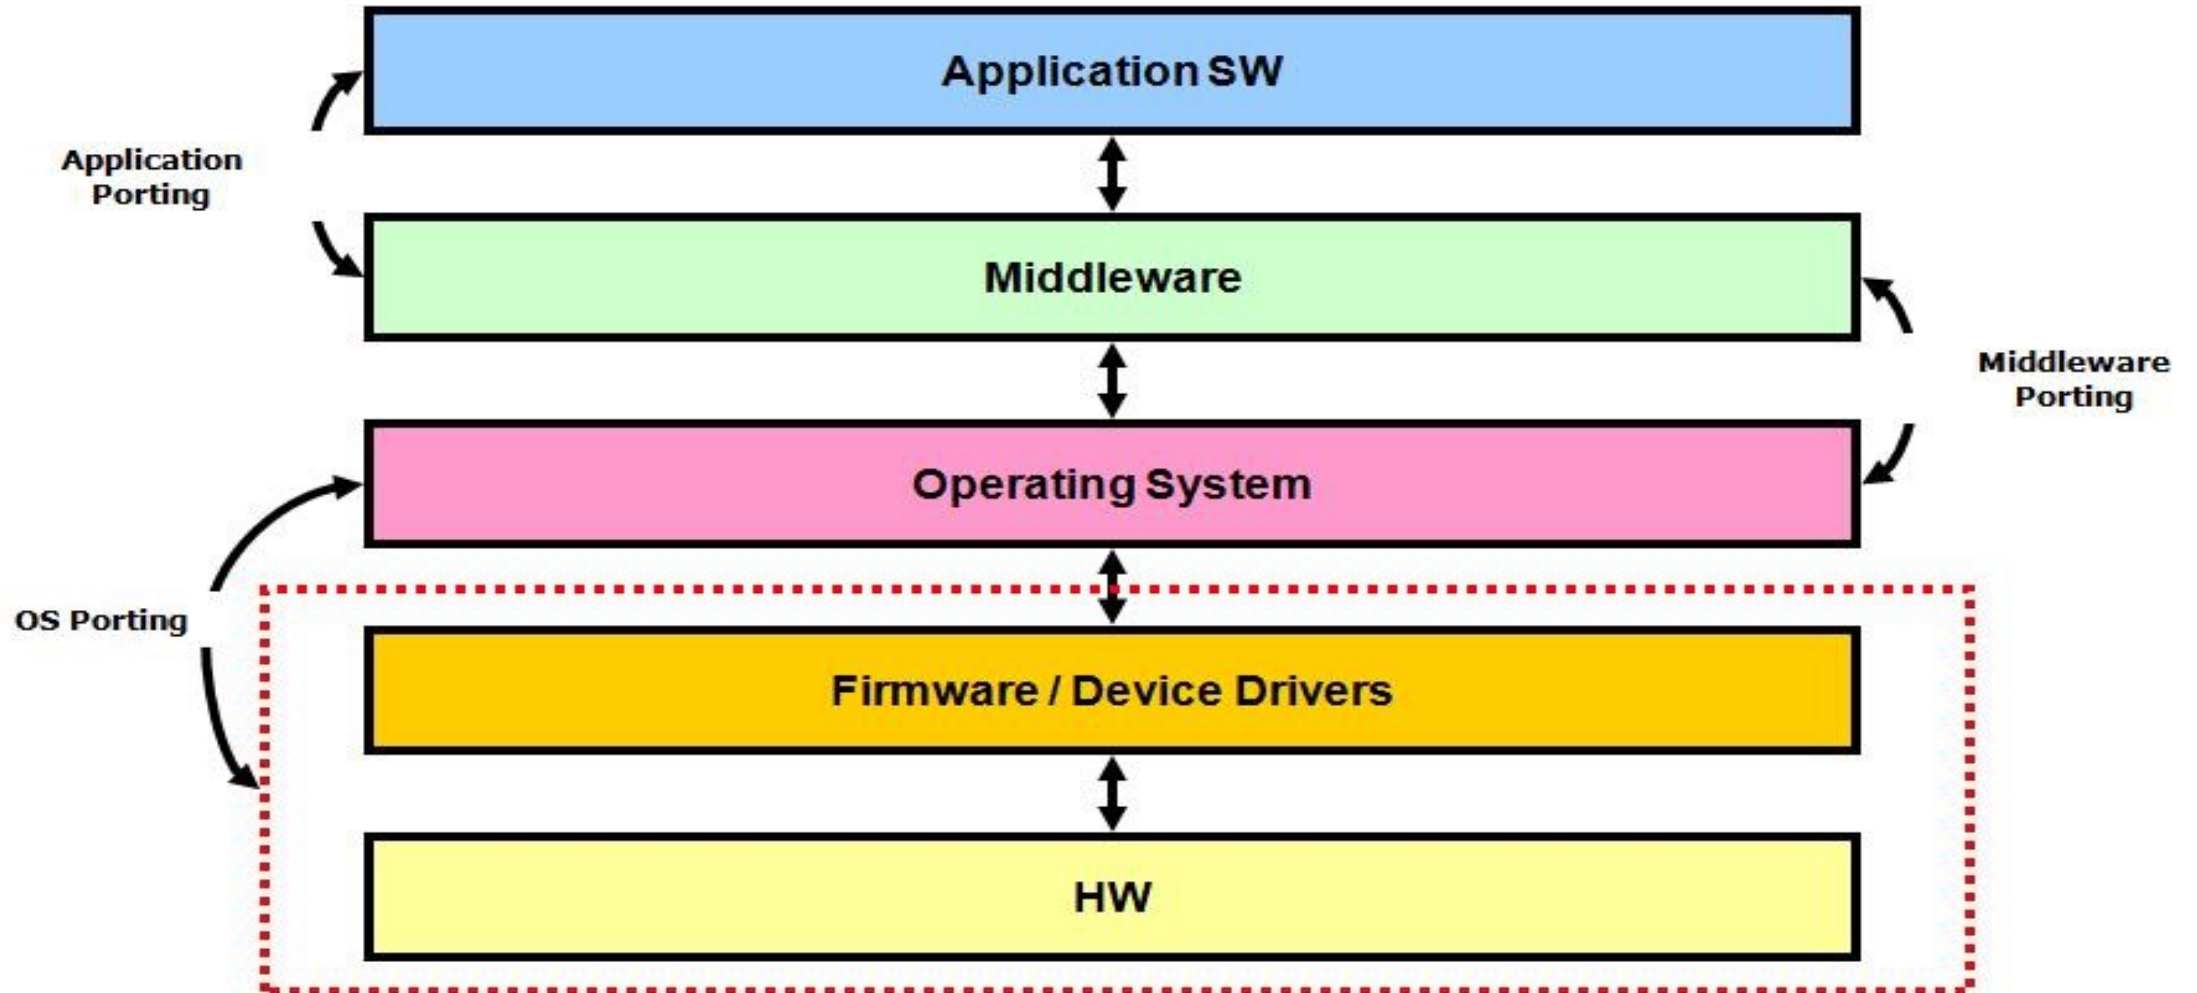 Application SW
Application
Porting
Middleware
Middleware
Porting
Operating System
OS Porting
Firmware / Device Drivers
HW